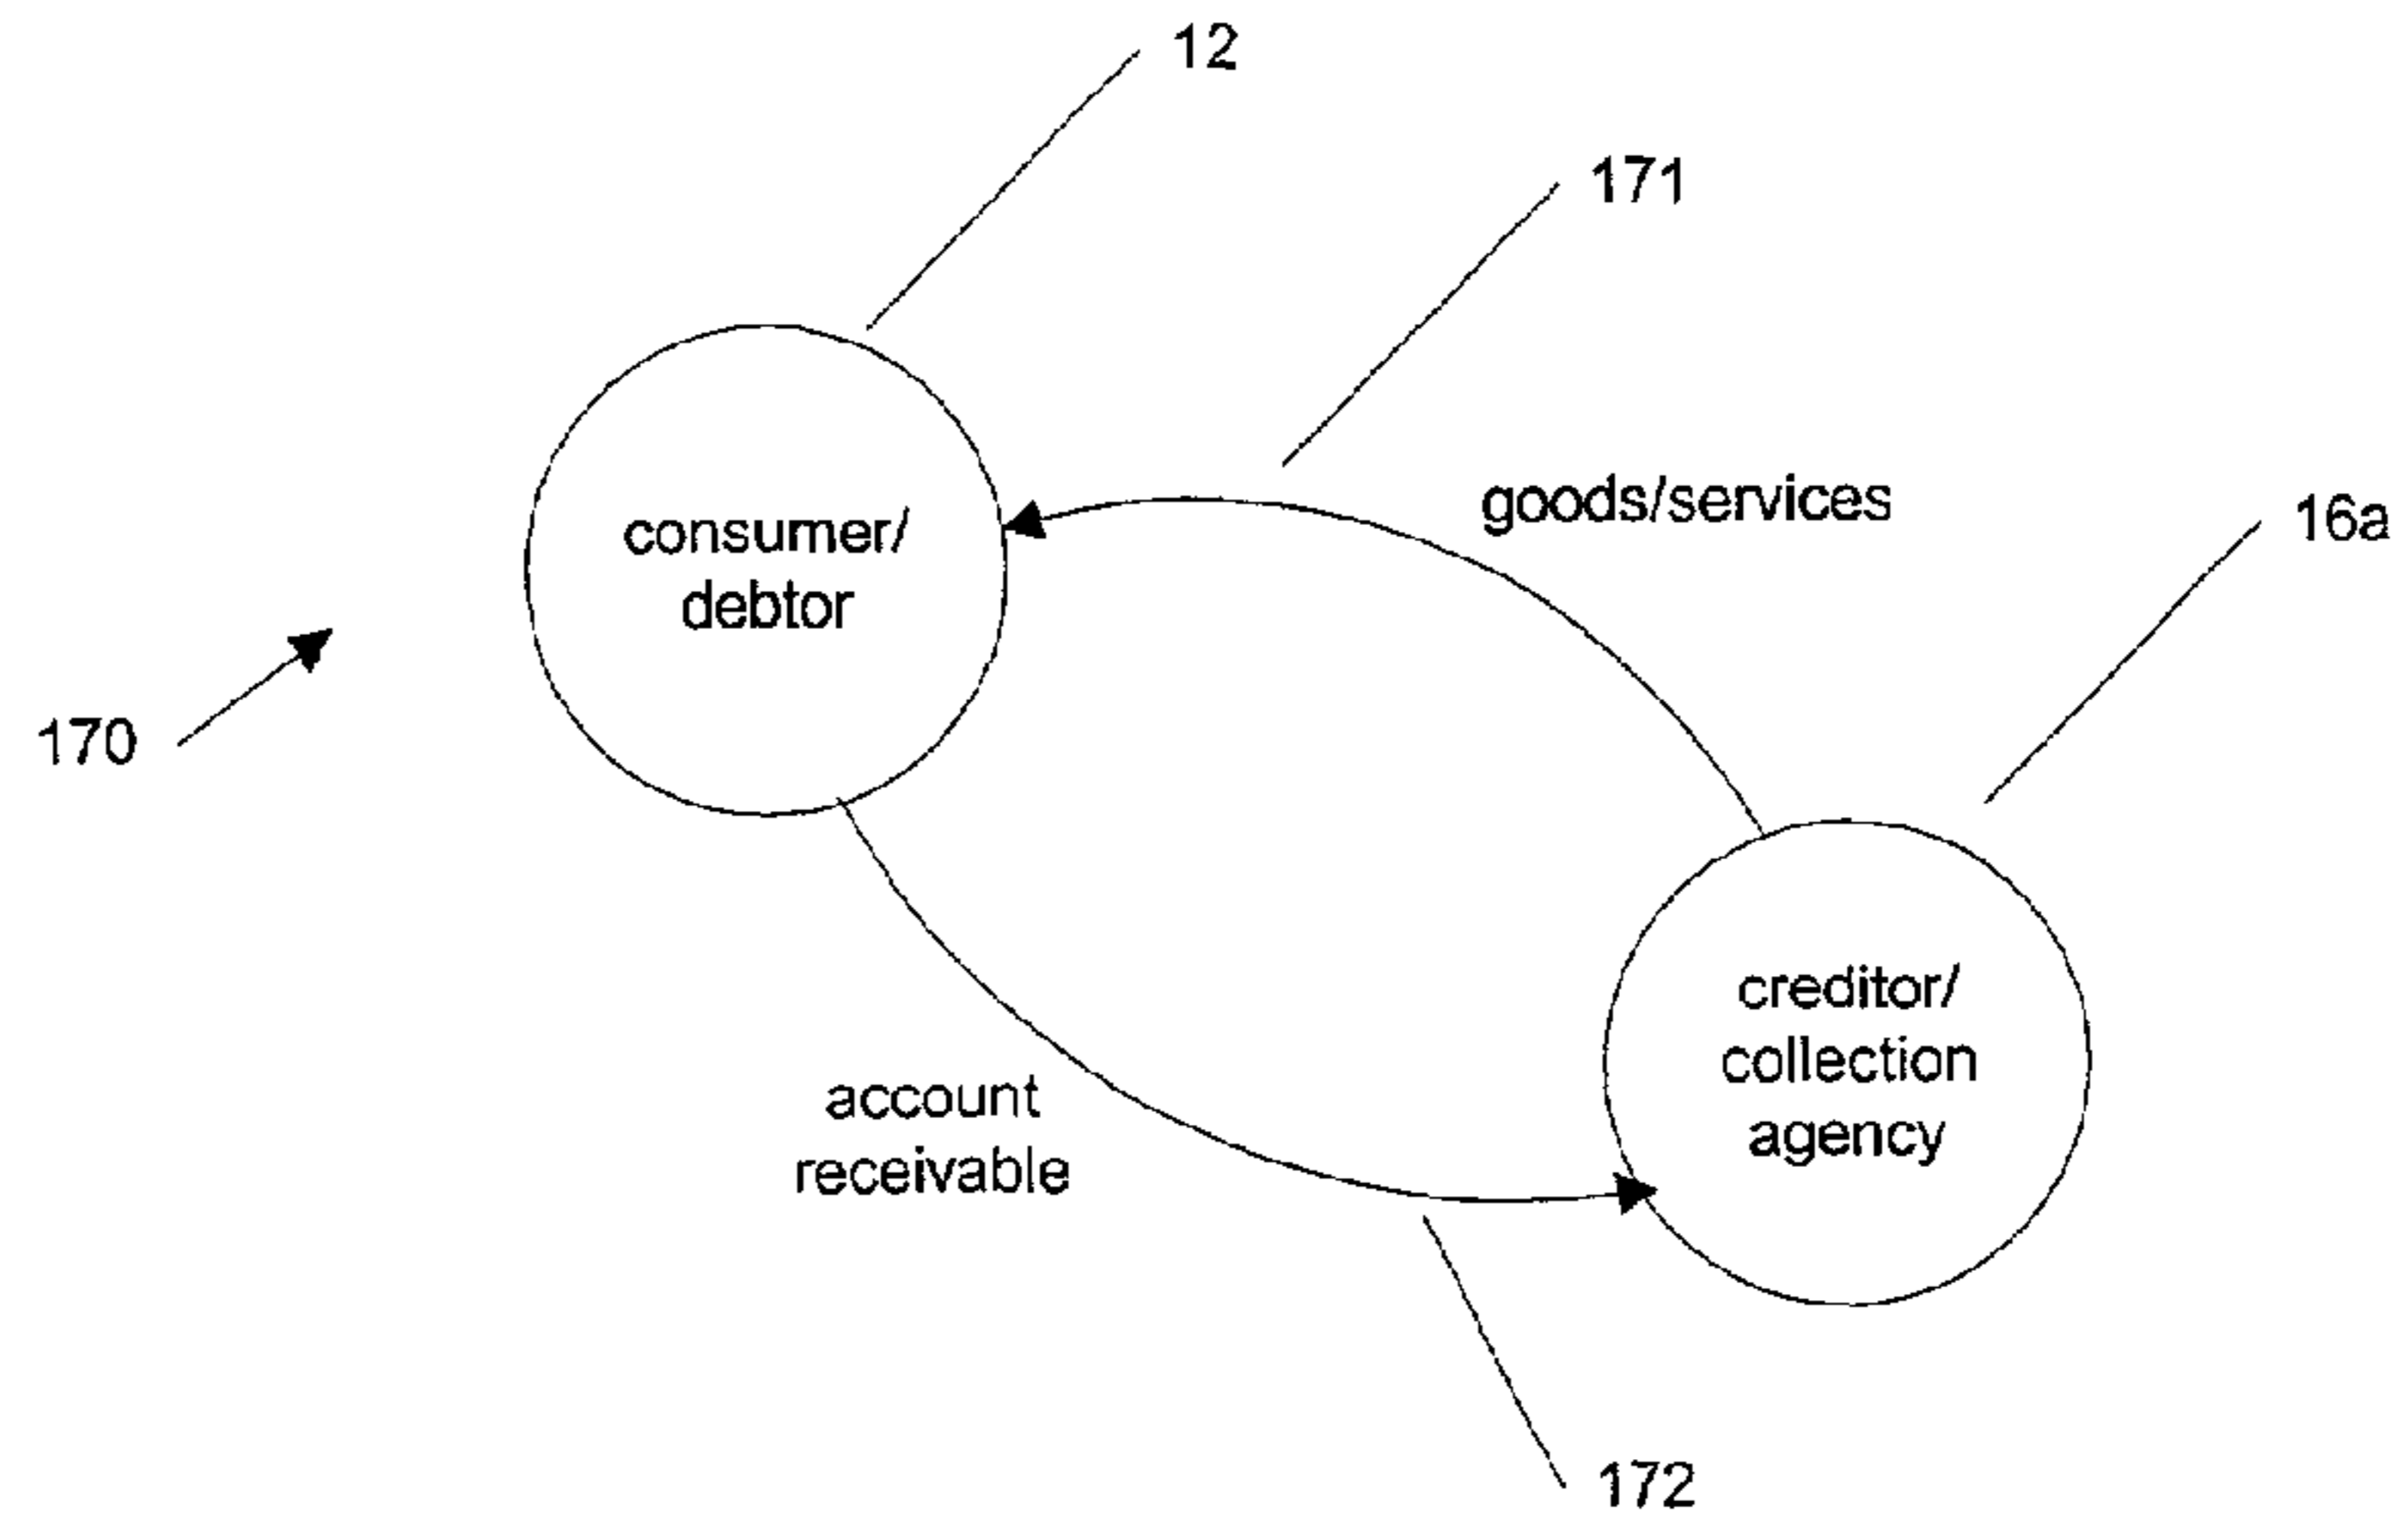 12
171
goods/services
16a
consumer/
debtor
170
creditor/
collection
agency
account
receivable
172